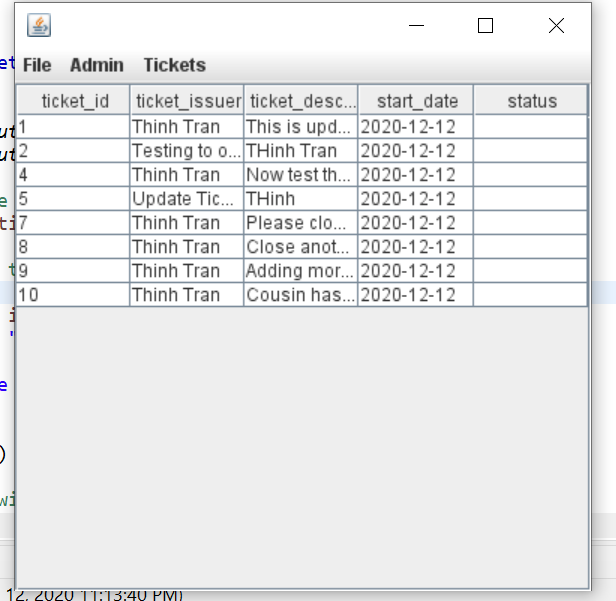 File Admin Tickets
ticket_id ticket_issuer ticket_desc... start_date status
1 Thinh Tran This is upd... 2020-12-12
2 Testing to o... THinh Tran 2020-12-12
4 Thinh Tran Now test th... 2020-12-12
5 Update Tic... THinh 2020-12-12
7 Thinh Tran Please clo... 2020-12-12
8 Thinh Tran Close anot... 2020-12-12
9 Thinh Tran Adding mor... 2020-12-12
10 Thinh Tran Cousin has... 2020-12-12
12, 2020 11:13:40 PM)